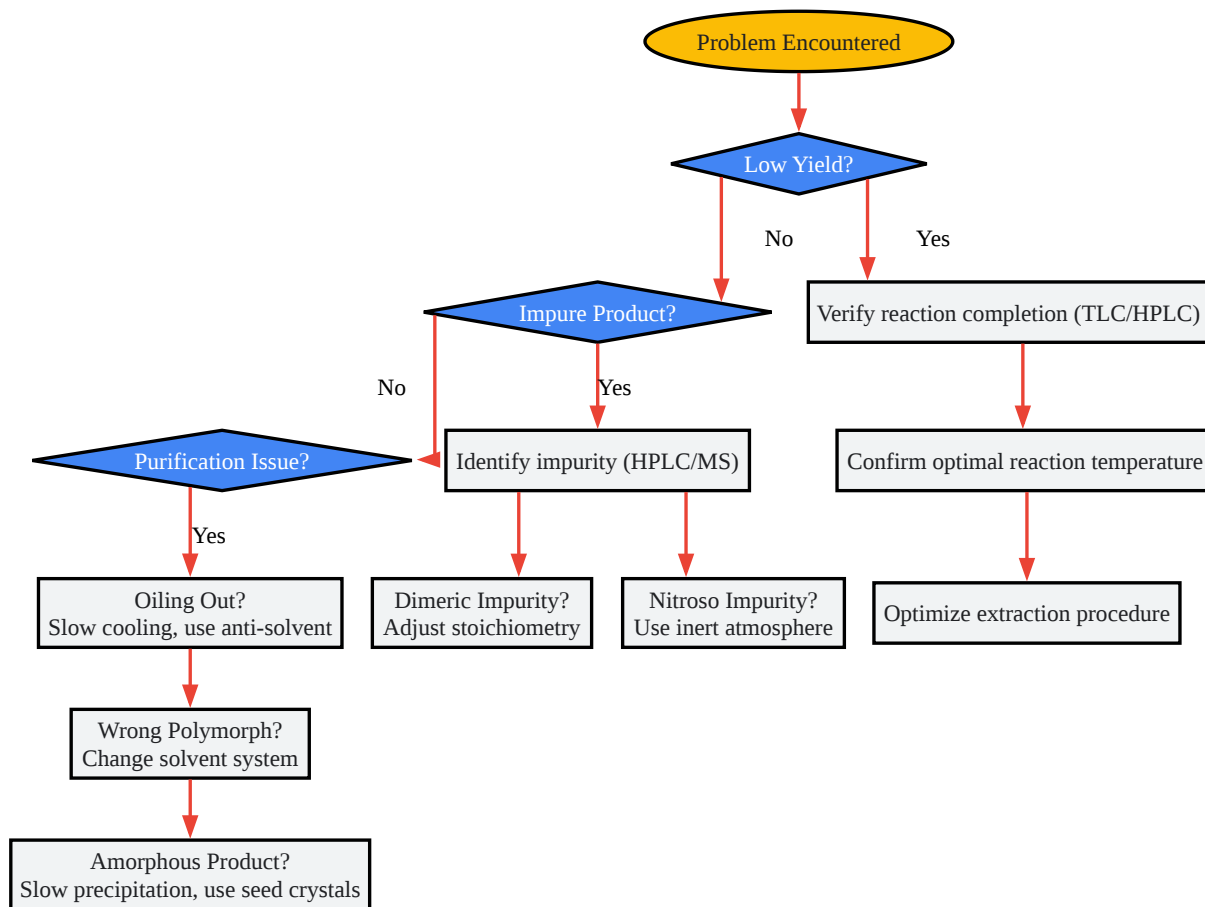 Problem Encountered
Low Yield?
No
Yes
Impure Product?
Verify reaction completion (TLC/HPLC)
No
Yes
Purification Issue?
Identify impurity (HPLC/MS)
Confirm optimal reaction temperature
Yes
Oiling Out?
Slow cooling, use anti-solvent
Dimeric Impurity?
Adjust stoichiometry
Nitroso Impurity?
Use inert atmosphere
Optimize extraction procedure
Wrong Polymorph?
Change solvent system
Amorphous Product?
Slow precipitation, use seed crystals